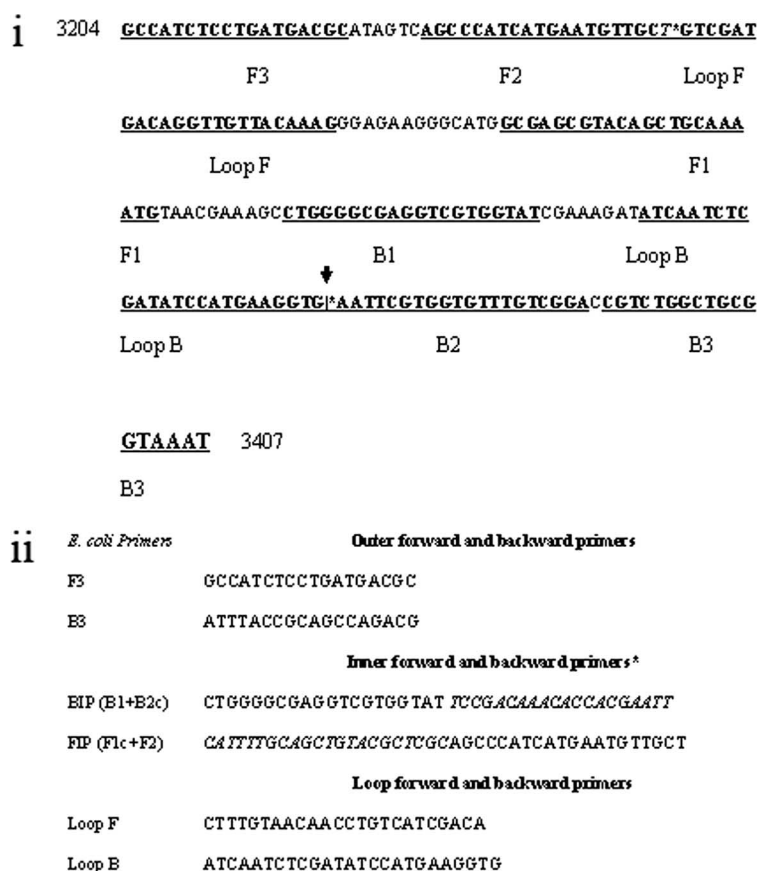 i 3204 GCCATCTCCTGATGACGCATAGTCAGCCCATCATGAATGTTGCT*GTCGAT
F3 F2 Loop F
GACAGGTTGTTACAAAGGGAGAAGGGCATGGCGAGCGTACAGCTGCAAA
Loop F F1
ATGTAACGAAAGCCTGGGGCGAGGTCGTGGTATCGAAAGATATCAATCTC
F1 B1 Loop B
GATATCCATGAAGGTG|*AATTCGTGGTGTTTGTCGGACCGTCTGGCTGCG
Loop B B2 B3
GTAAAT 3407
B3
ii E. coli Primers Outer forward and backward primers
F3 GCCATCTCCTGATGACGC
B3 ATTTACCGCAGCCAGACG
Inner forward and backward primers*
BIP (B1+B2c) CTGGGGCGAGGTCGTGGTAT TCCGACAAACACCACGAATT
FIP (F1c+F2) CATTTTGCAGCTGTACGCTCGCAGCCCATCATGAATGTTGCT
Loop forward and backward primers
Loop F CTTTGTAACAACCTGTCATCGACA
Loop B ATCAATCTCGATATCCATGAAGGTG